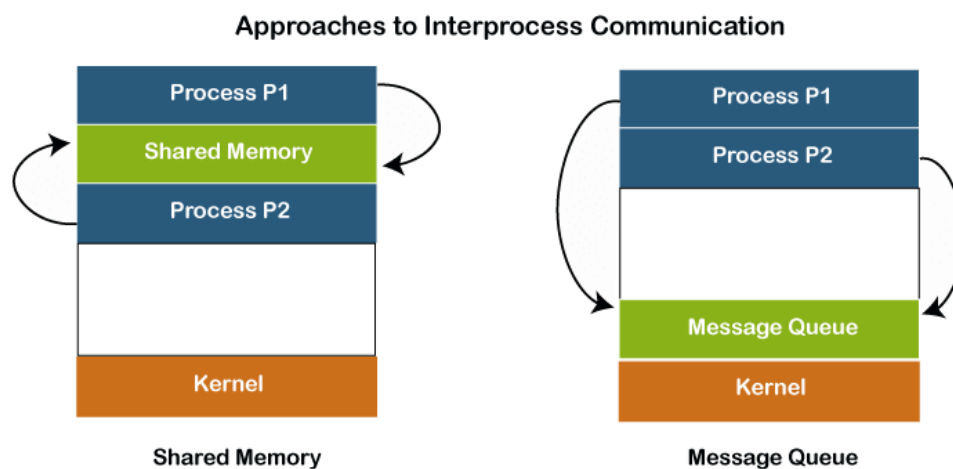 Approaches to Interprocess Communication
Process P1
Shared Memory
Process P2
Kernel
Shared Memory
Process P1
Process P2
Message Queue
Kernel
Message Queue